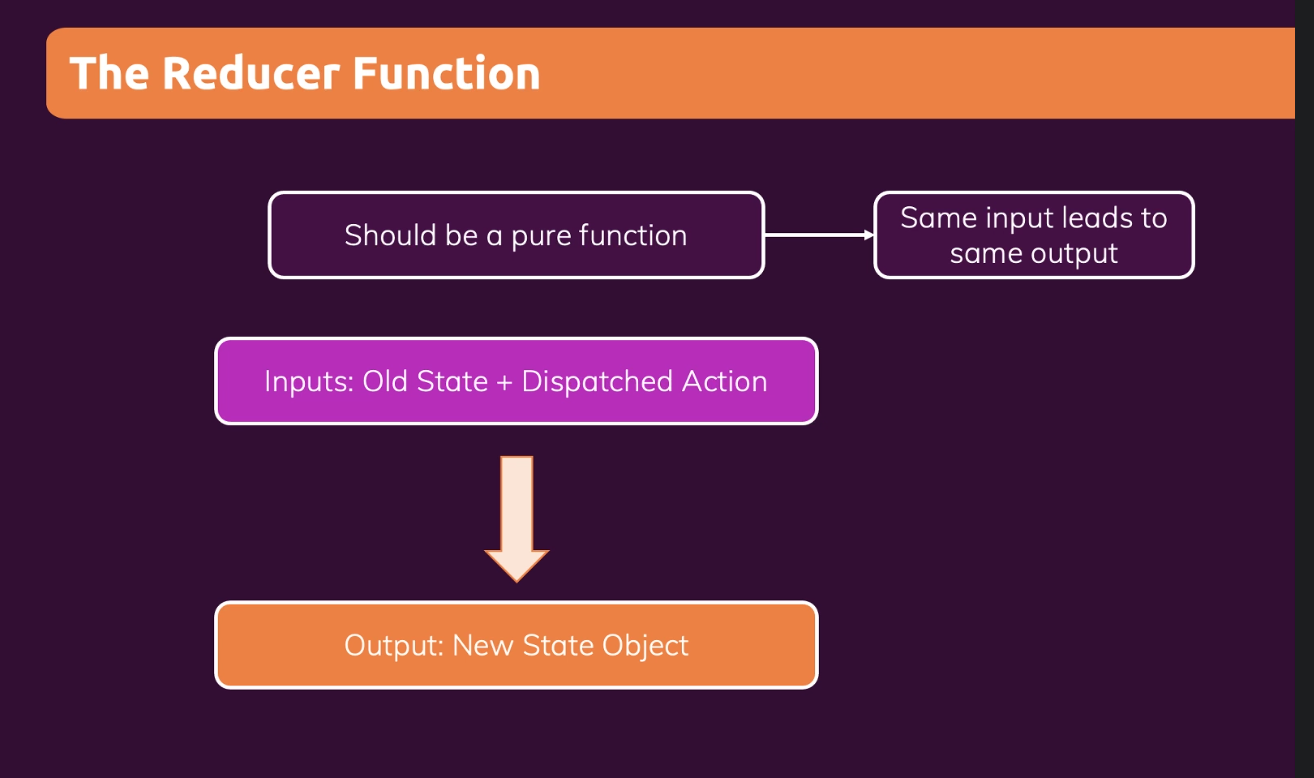 The Reducer Function
Should be a pure function
Same input leads to
same output
Inputs: Old State + Dispatched Action
Output: New State Object